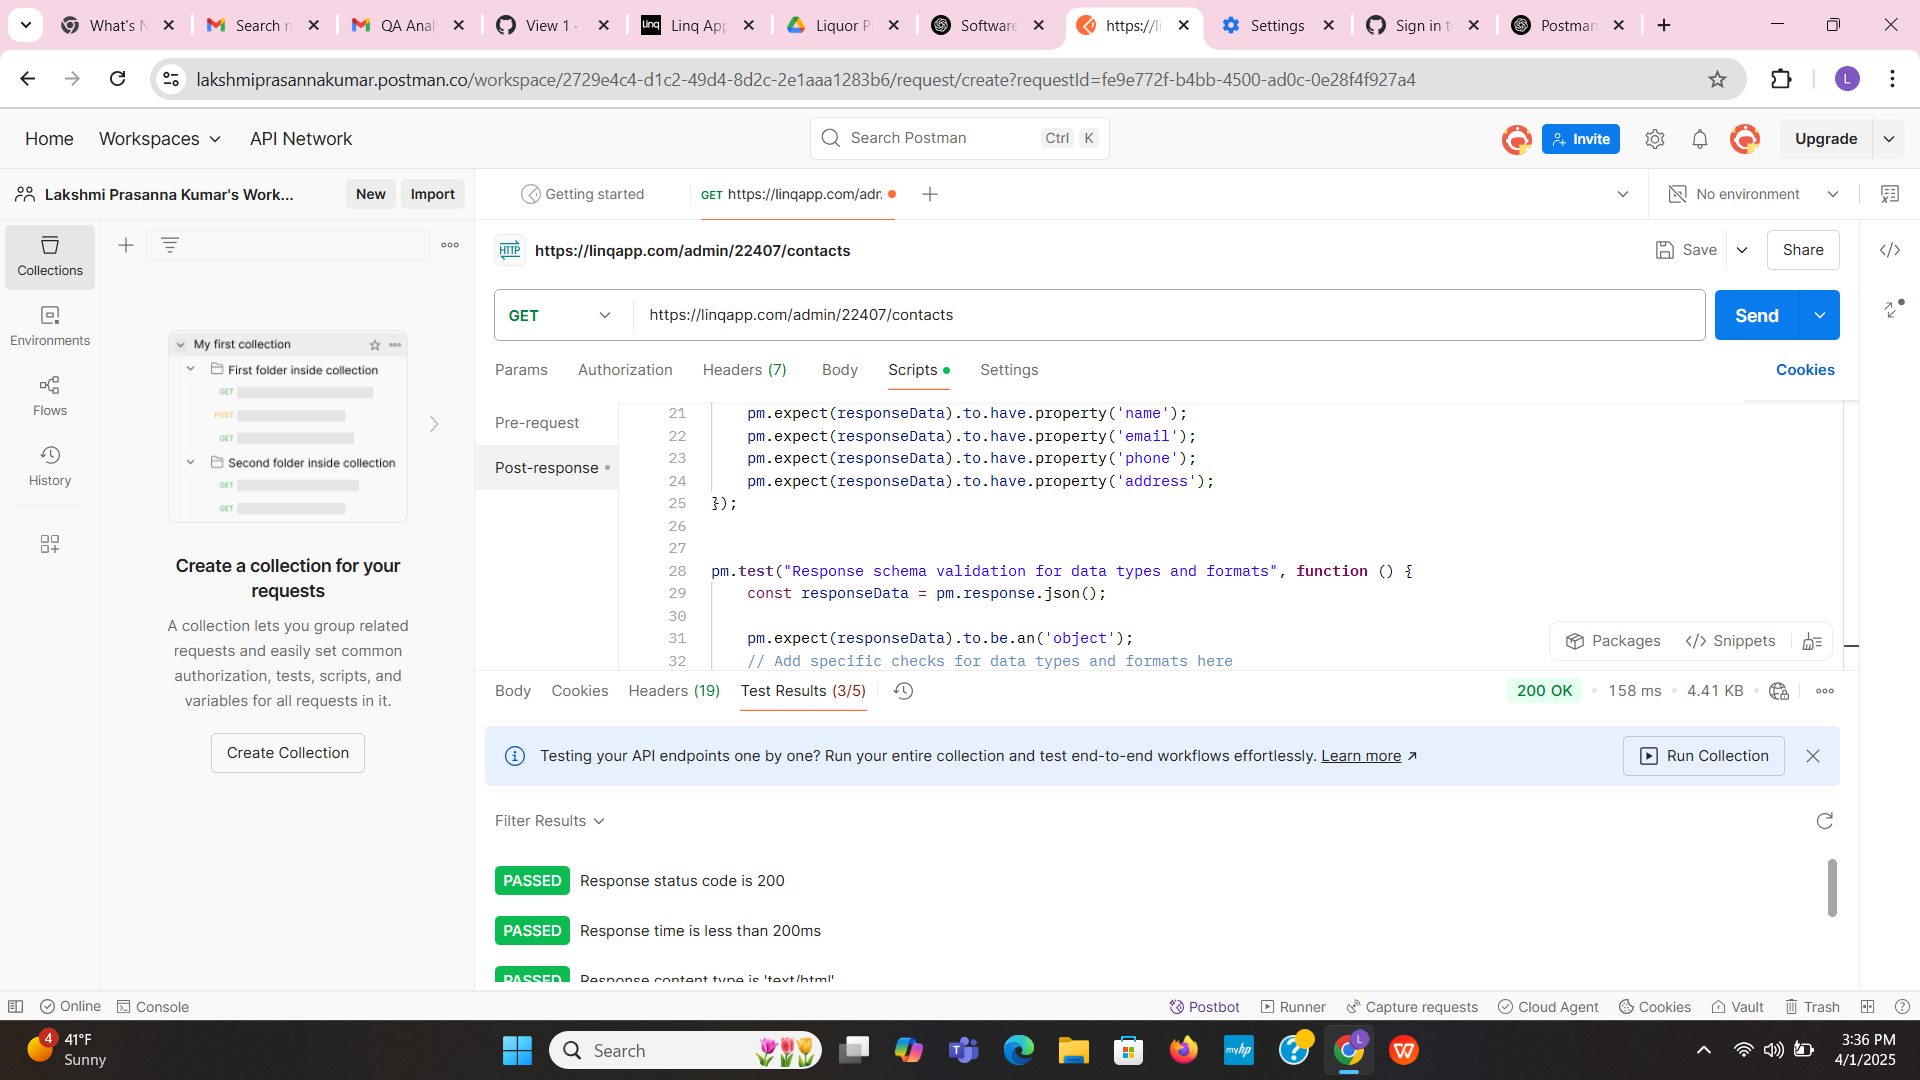 What's N
Search re
QA Analy
View 1 ·
Linq App
Liquor P
Software
https://li
Settings
Sign in to
Postman
lakshmiprasannakumar.postman.co/workspace/2729e4c4-d1c2-49d4-8d2c-2e1aaa1283b6/request/create?requestId=fe9e772f-b4bb-4500-ad0c-0e28f4f927a4
L
Home
Workspaces
API Network
Search Postman
Ctrl K
Invite
Upgrade
Lakshmi Prasanna Kumar's Work...
New
Import
Getting started
GET https://linqapp.com/adr
No environment
Collections
Environments
Flows
History
My first collection
First folder inside collection
GET
POST
GET
Second folder inside collection
GET
GET
Create a collection for your
requests
A collection lets you group related
requests and easily set common
authorization, tests, scripts, and
variables for all requests in it.
Create Collection
HTTP https://linqapp.com/admin/22407/contacts
Save
Share
GET
https://linqapp.com/admin/22407/contacts
Send
Params
Authorization
Headers (7)
Body
Scripts
Settings
Cookies
Pre-request
Post-response
21 pm.expect(responseData).to.have.property('name');
22 pm.expect(responseData).to.have.property('email');
23 pm.expect(responseData).to.have.property('phone');
24 pm.expect(responseData).to.have.property('address');
25 });
26
27
28 pm.test("Response schema validation for data types and formats", function () {
29 const responseData = pm.response.json();
30
31 pm.expect(responseData).to.be.an('object');
32 // Add specific checks for data types and formats here
Packages
Snippets
Body
Cookies
Headers (19)
Test Results (3/5)
200 OK
158 ms
4.41 KB
Testing your API endpoints one by one? Run your entire collection and test end-to-end workflows effortlessly. Learn more
Run Collection
Filter Results
PASSED Response status code is 200
PASSED Response time is less than 200ms
PASSED Response content type is 'text/html'
Online
Console
Postbot
Runner
Capture requests
Cloud Agent
Cookies
Vault
Trash
4
41°F
Sunny
Search
myhp
L
3:36 PM
4/1/2025